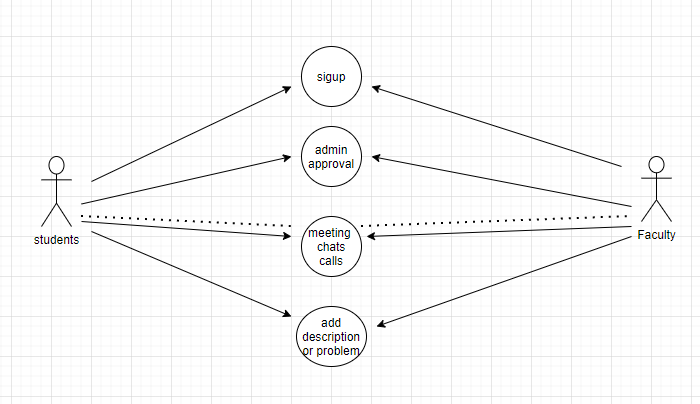 sigup
admin
approval
students
meeting
chats
calls
Faculty
add
description
or problem